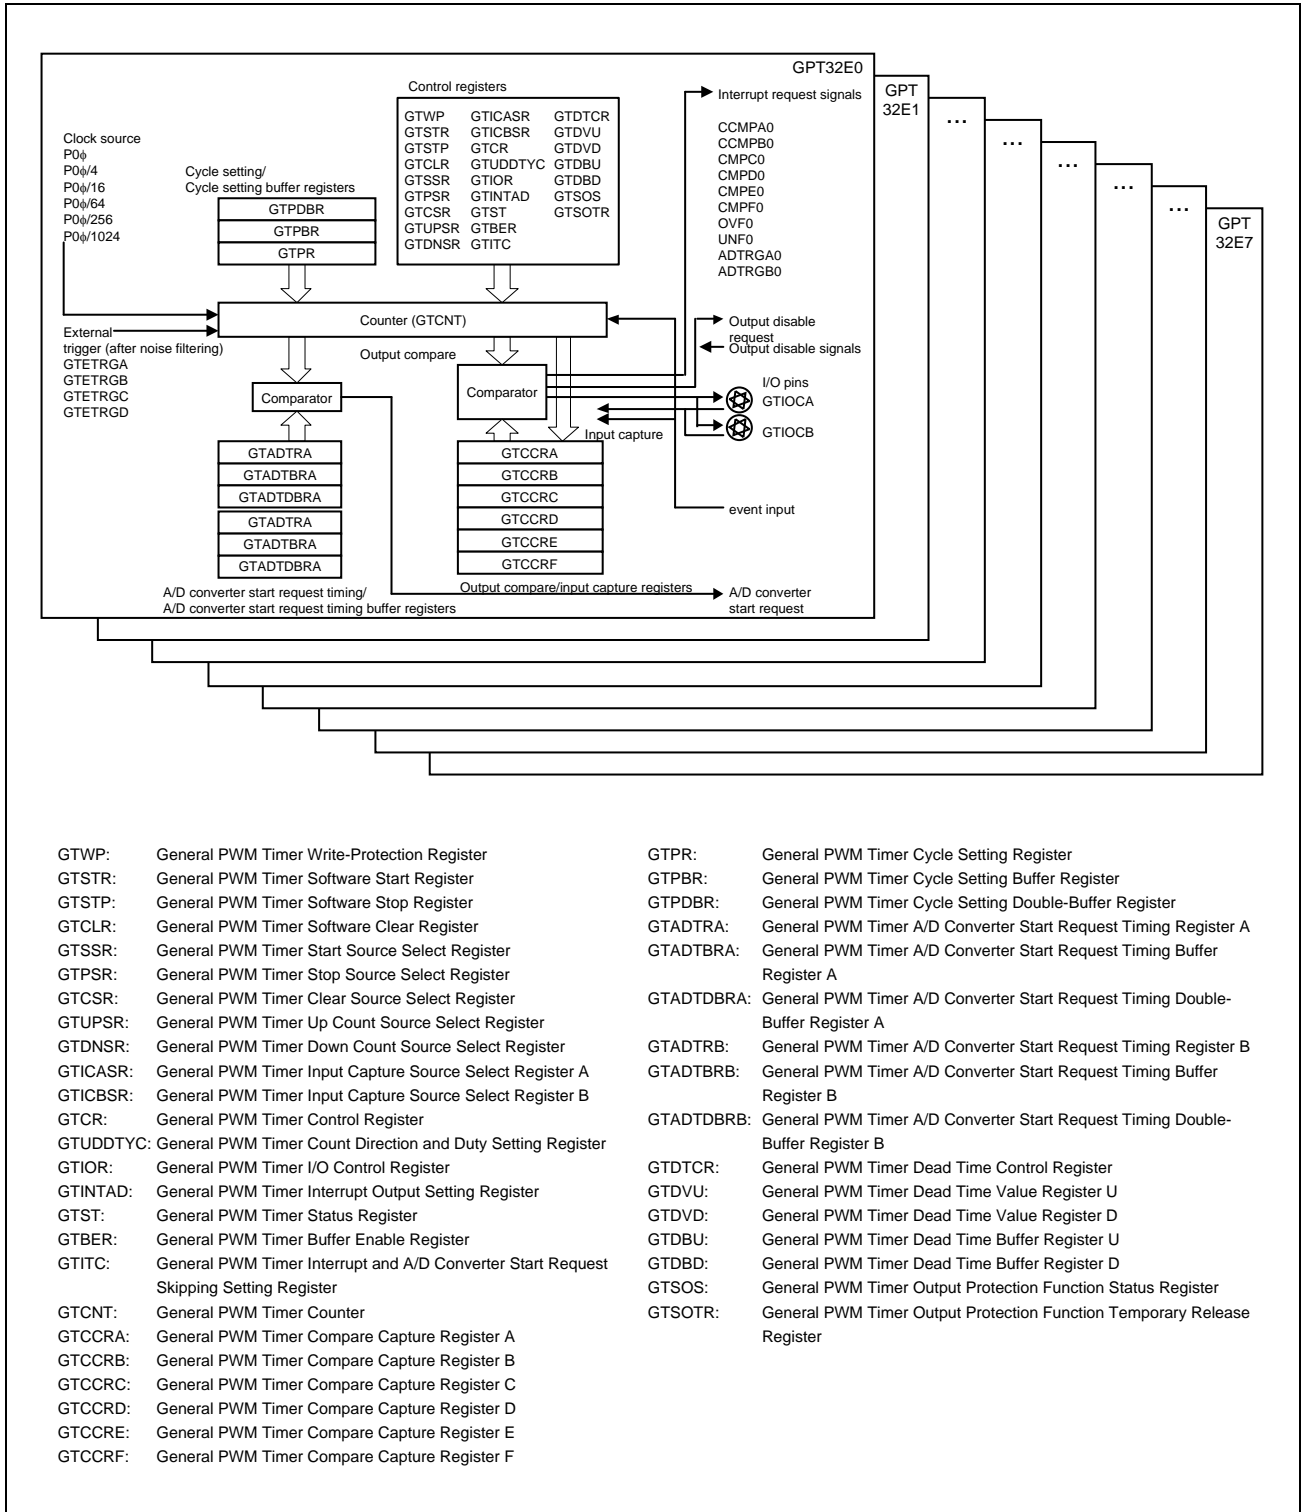 GPT32E0
GPT
32E1
...
...
...
...
...
GPT
32E7
Control registers
GTWP GTICASR GTDTCR
GTSTR GTICBSR GTDVU
GTSTP GTCR GTDVD
GTCLR GTUDDTYC GTDBU
GTSSR GTIOR GTDBD
GTPSR GTINTAD GTSOS
GTCSR GTST GTSOTR
GTUPSR GTBER
GTDNSR GTITC
Interrupt request signals
CCMPA0
CCMPB0
CMPC0
CMPD0
CMPE0
CMPF0
OVF0
UNF0
ADTRGA0
ADTRGB0
Clock source
P0ϕ
P0ϕ/4
P0ϕ/16
P0ϕ/64
P0ϕ/256
P0ϕ/1024
Cycle setting/
Cycle setting buffer registers
GTPDBR
GTPBR
GTPR
Counter (GTCNT)
External
trigger (after noise filtering)
GTETRGA
GTETRGB
GTETRGC
GTETRGD
Output compare
Output disable
request
Output disable signals
Comparator
Comparator
I/O pins
GTIOCA
GTIOCB
Input capture
GTADTRA
GTADTBRA
GTADTDBRA
GTADTRA
GTADTBRA
GTADTDBRA
GTCCRA
GTCCRB
GTCCRC
GTCCRD
GTCCRE
GTCCRF
event input
A/D converter start request timing/
A/D converter start request timing buffer registers
Output compare/input capture registers
A/D converter
start request
GTWP: General PWM Timer Write-Protection Register
GTSTR: General PWM Timer Software Start Register
GTSTP: General PWM Timer Software Stop Register
GTCLR: General PWM Timer Software Clear Register
GTSSR: General PWM Timer Start Source Select Register
GTPSR: General PWM Timer Stop Source Select Register
GTCSR: General PWM Timer Clear Source Select Register
GTUPSR: General PWM Timer Up Count Source Select Register
GTDNSR: General PWM Timer Down Count Source Select Register
GTICASR: General PWM Timer Input Capture Source Select Register A
GTICBSR: General PWM Timer Input Capture Source Select Register B
GTCR: General PWM Timer Control Register
GTUDDTYC: General PWM Timer Count Direction and Duty Setting Register
GTIOR: General PWM Timer I/O Control Register
GTINTAD: General PWM Timer Interrupt Output Setting Register
GTST: General PWM Timer Status Register
GTBER: General PWM Timer Buffer Enable Register
GTITC: General PWM Timer Interrupt and A/D Converter Start Request
Skipping Setting Register
GTCNT: General PWM Timer Counter
GTCCRA: General PWM Timer Compare Capture Register A
GTCCRB: General PWM Timer Compare Capture Register B
GTCCRC: General PWM Timer Compare Capture Register C
GTCCRD: General PWM Timer Compare Capture Register D
GTCCRE: General PWM Timer Compare Capture Register E
GTCCRF: General PWM Timer Compare Capture Register F
GTPR: General PWM Timer Cycle Setting Register
GTPBR: General PWM Timer Cycle Setting Buffer Register
GTPDBR: General PWM Timer Cycle Setting Double-Buffer Register
GTADTRA: General PWM Timer A/D Converter Start Request Timing Register A
GTADTBRA: General PWM Timer A/D Converter Start Request Timing Buffer
Register A
GTADTDBRA: General PWM Timer A/D Converter Start Request Timing Double-
Buffer Register A
GTADTRB: General PWM Timer A/D Converter Start Request Timing Register B
GTADTBRB: General PWM Timer A/D Converter Start Request Timing Buffer
Register B
GTADTDBRB: General PWM Timer A/D Converter Start Request Timing Double-
Buffer Register B
GTDTCR: General PWM Timer Dead Time Control Register
GTDVU: General PWM Timer Dead Time Value Register U
GTDVD: General PWM Timer Dead Time Value Register D
GTDBU: General PWM Timer Dead Time Buffer Register U
GTDBD: General PWM Timer Dead Time Buffer Register D
GTSOS: General PWM Timer Output Protection Function Status Register
GTSOTR: General PWM Timer Output Protection Function Temporary Release
Register